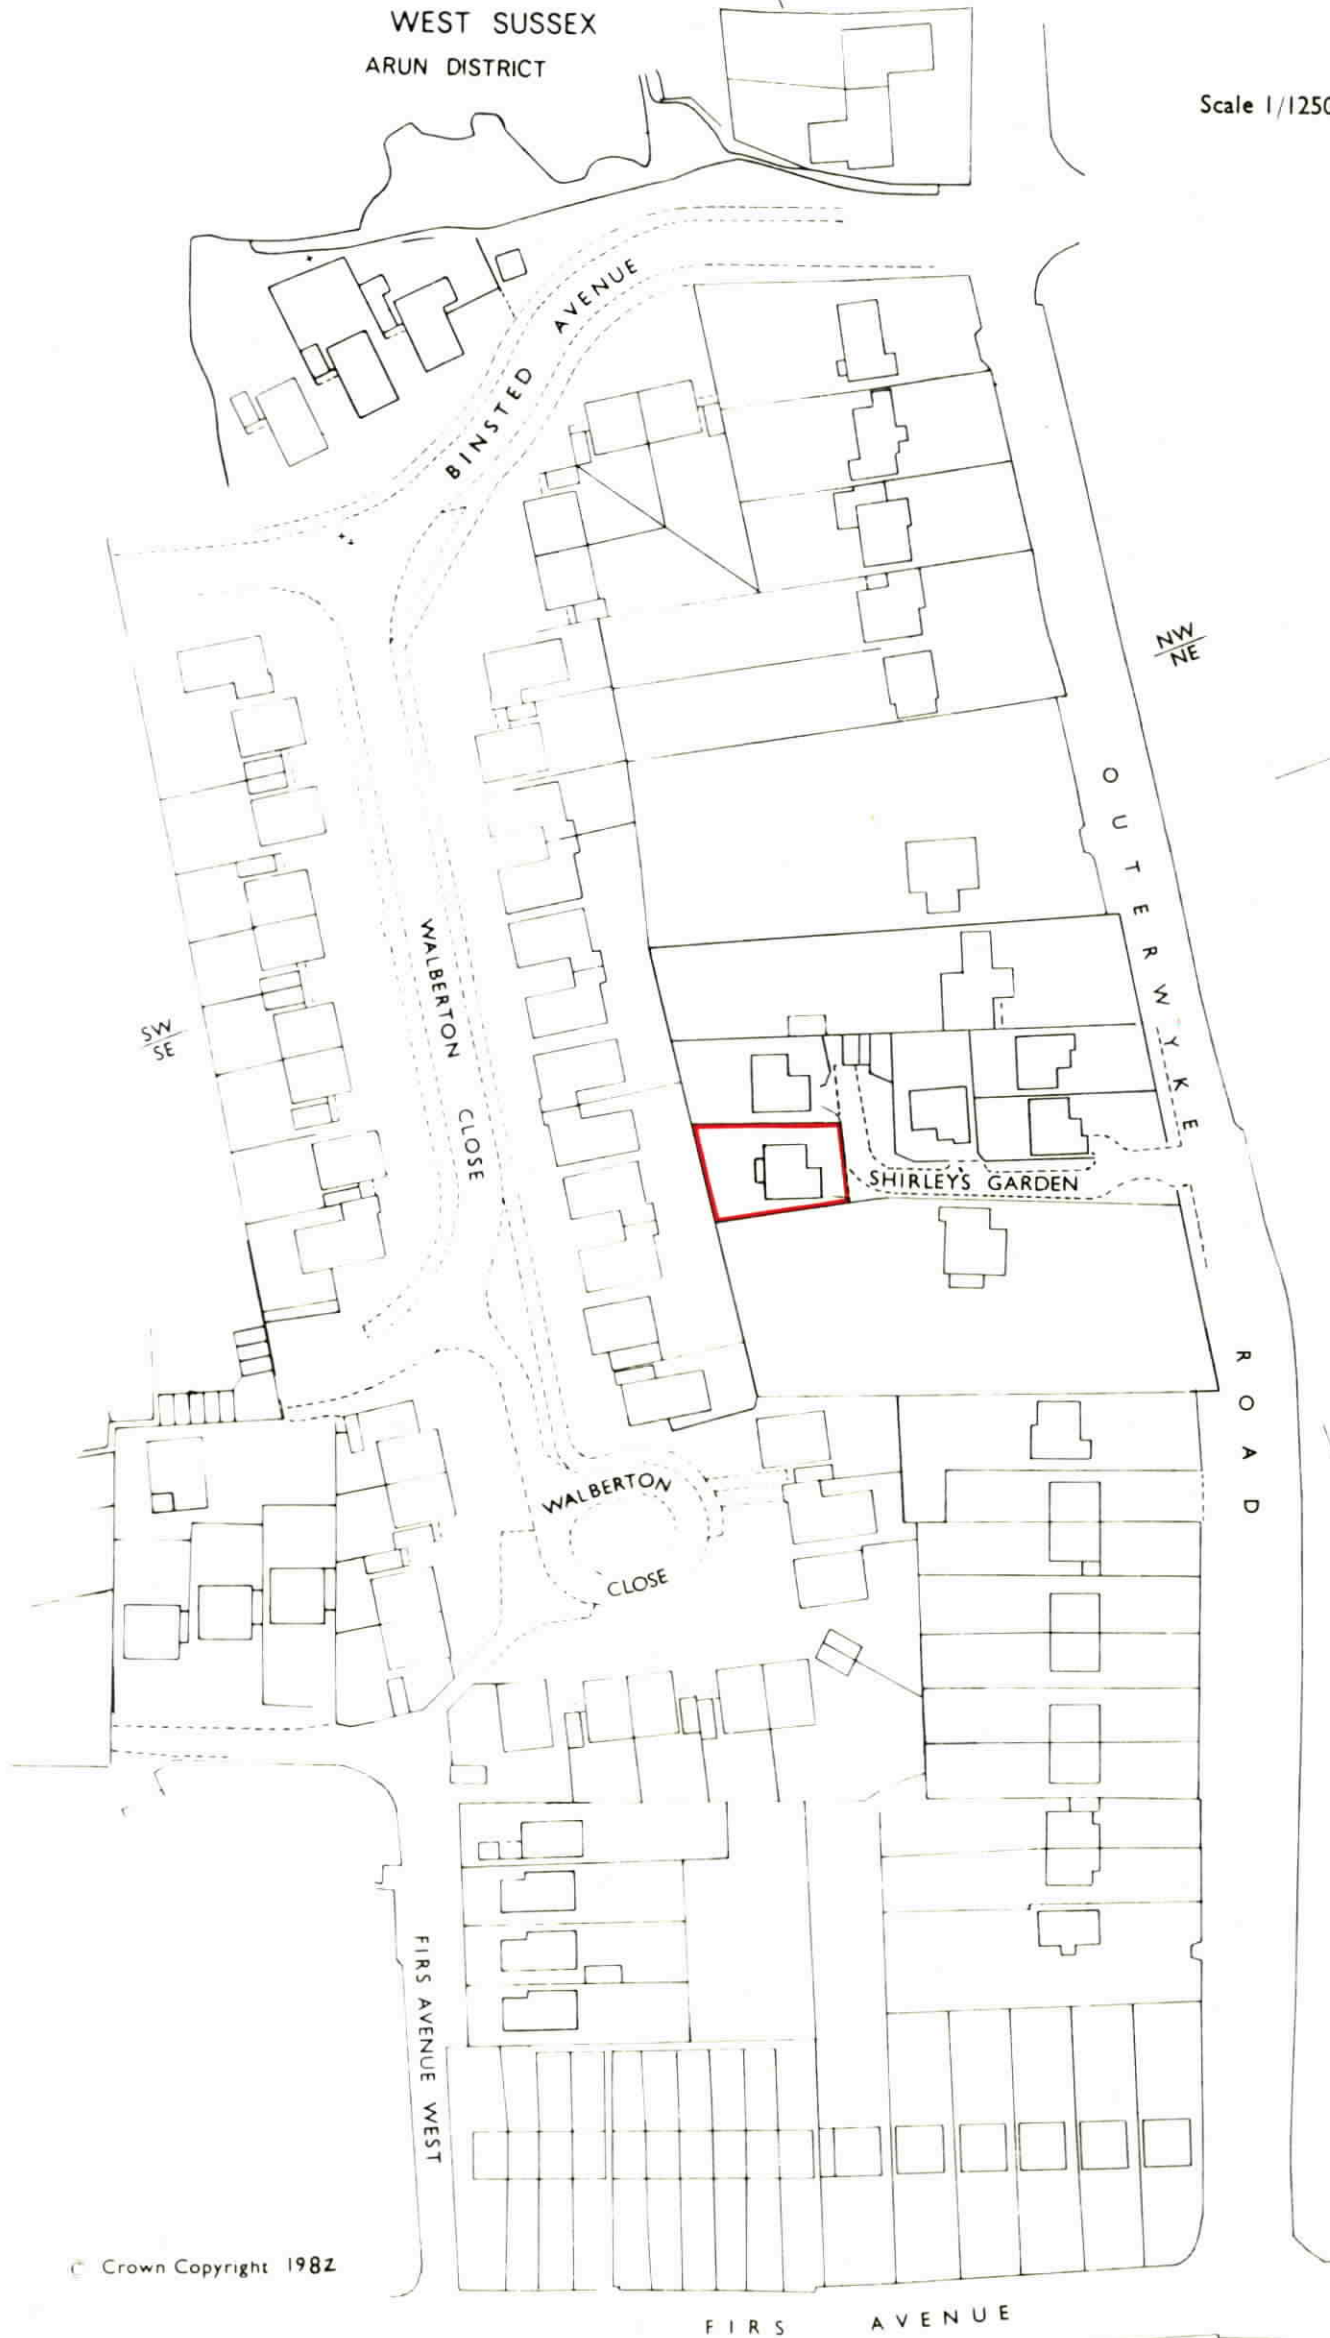 WEST SUSSEX
ARUN DISTRICT
Scale 1/1250
BINSTED AVENUE
NW
NE
OUTERWYKE ROAD
SW
SE
WALBERTON CLOSE
SHIRLEYS GARDEN
WALBERTON
CLOSE
FIRS AVENUE WEST
© Crown Copyright 1982
FIRS AVENUE